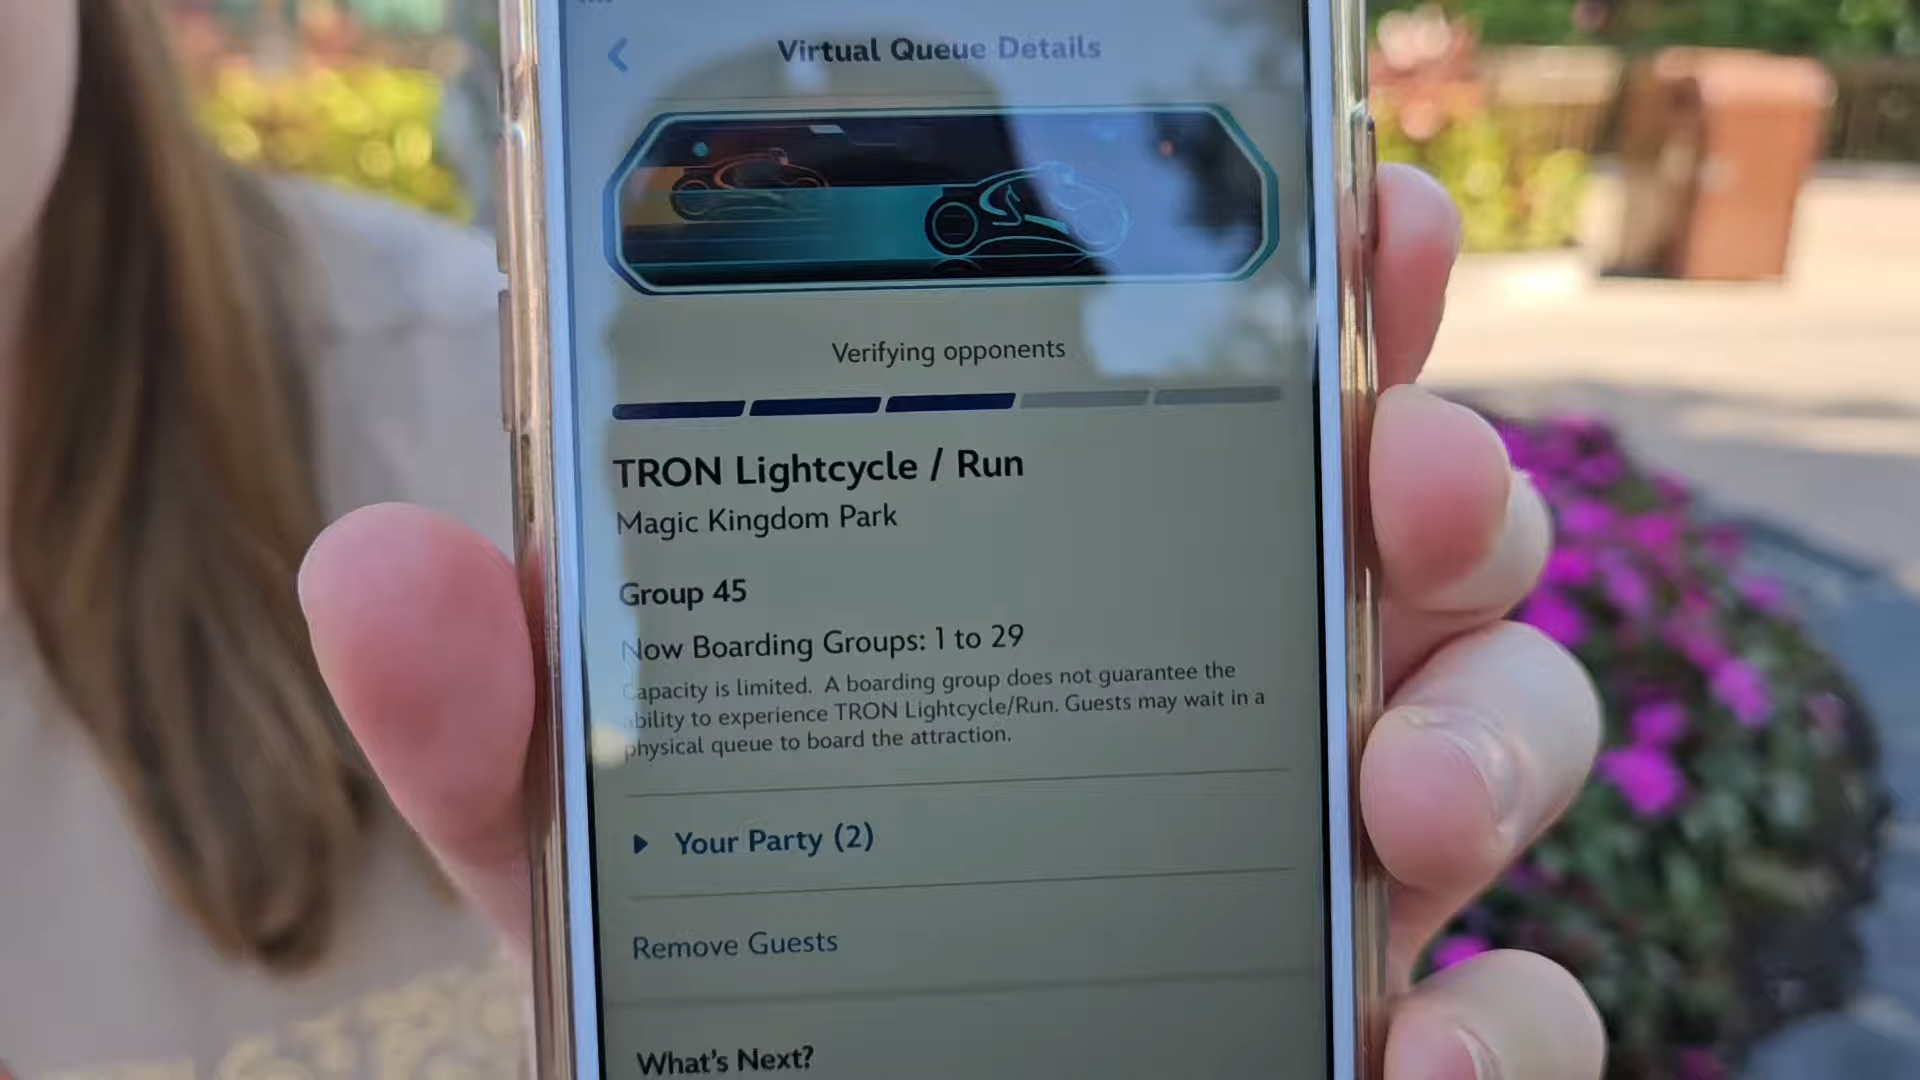 Virtual Queue Details
Verifying opponents
TRON Lightcycle / Run
Magic Kingdom Park
Group 45
Now Boarding Groups: 1 to 29
Capacity is limited. A boarding group does not guarantee the
ability to experience TRON Lightcycle/Run. Guests may wait in a
physical queue to board the attraction.
Your Party (2)
Remove Guests
What's Next?